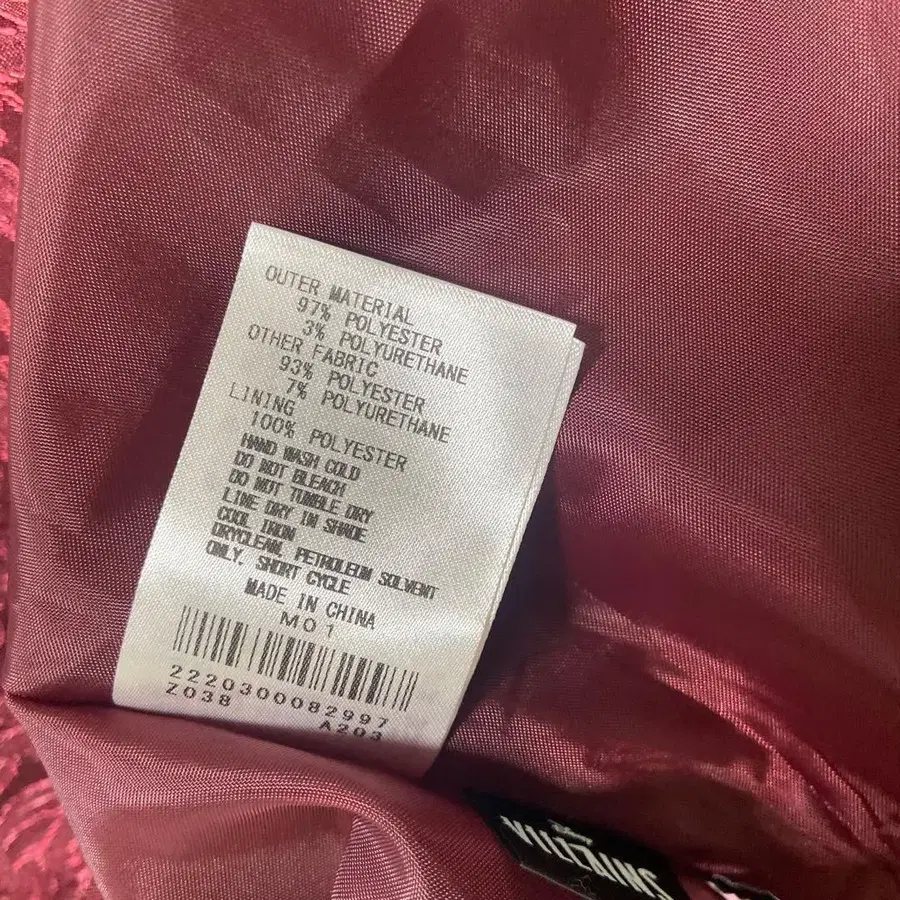 OUTER MATERIAL
97% POLYESTER
3% POLYURETHANE
OTHER FABRIC
93% POLYESTER
7% POLYURETHANE
LINING
100% POLYESTER
HAND WASH COLD
DO NOT BLEACH
DO NOT TUMBLE DRY
LINE DRY IN SHADE
COOL IRON
DRYCLEAN, PETROLEUM SOLVENT
ONLY, SHORT CYCLE
MADE IN CHINA
M01
2220300082997
Z038
A203
Disney
VILLAINS